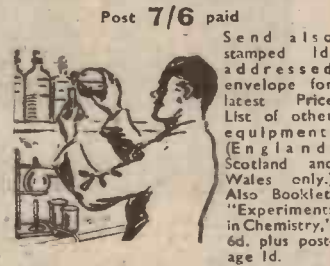 Post 7/6 paid
Send also
stamped 1d.
addressed
envelope for
latest Price
List of other
equipment
(England
Scotland and
Wales only.)
Also Booklet
"Experiments
in Chemistry,"
6d. plus post-
age 1d.